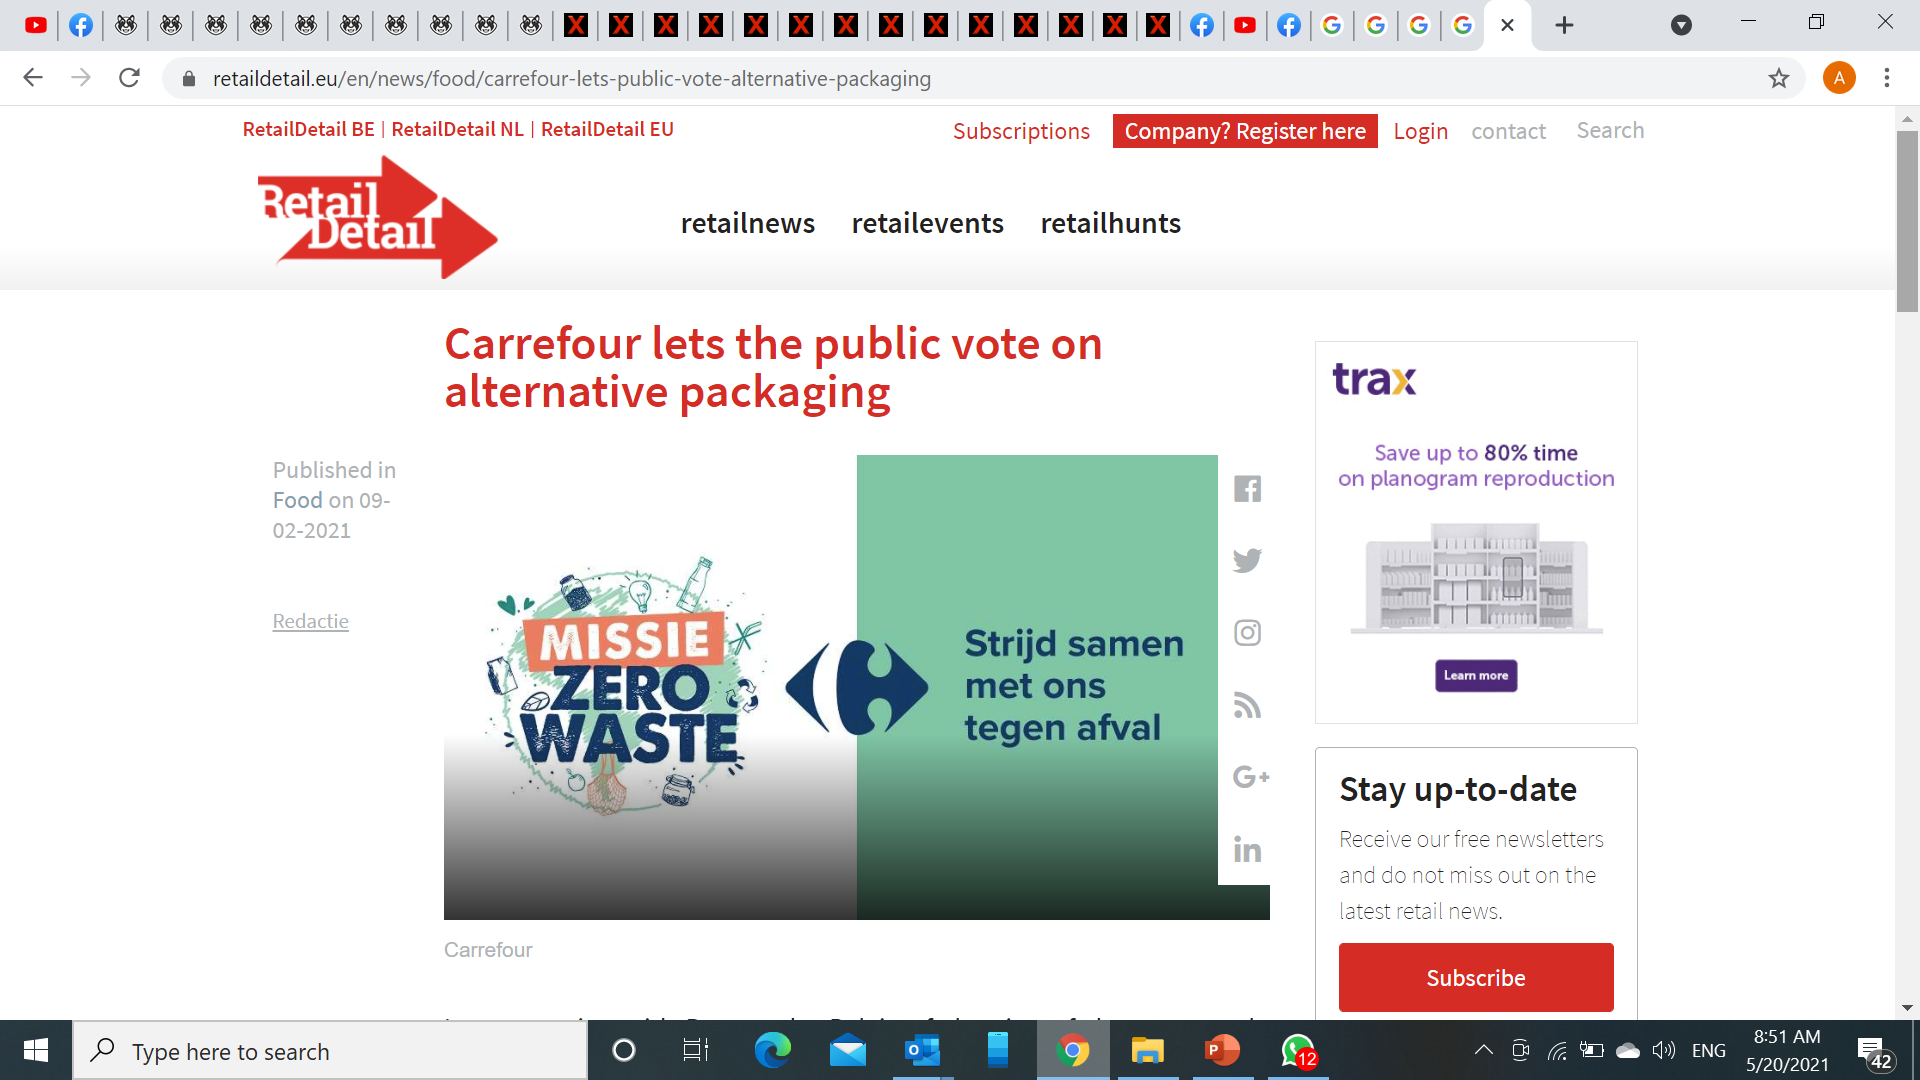 retaildetail.eu/en/news/food/carrefour-lets-public-vote-alternative-packaging
A
RetailDetail BE | RetailDetail NL | RetailDetail EU
Subscriptions
Company? Register here
Login
contact
Search
Retail
Detail
retailnews
retailevents
retailhunts
Carrefour lets the public vote on
alternative packaging
Published in
Food on 09-
02-2021
Redactie
MISSIE
ZERO
WASTE
Strijd samen
met ons
tegen afval
Carrefour
trax
Save up to 80% time
on planogram reproduction
Learn more
Stay up-to-date
Receive our free newsletters
and do not miss out on the
latest retail news.
Subscribe
Type here to search
12
ENG
8:51 AM
5/20/2021
42